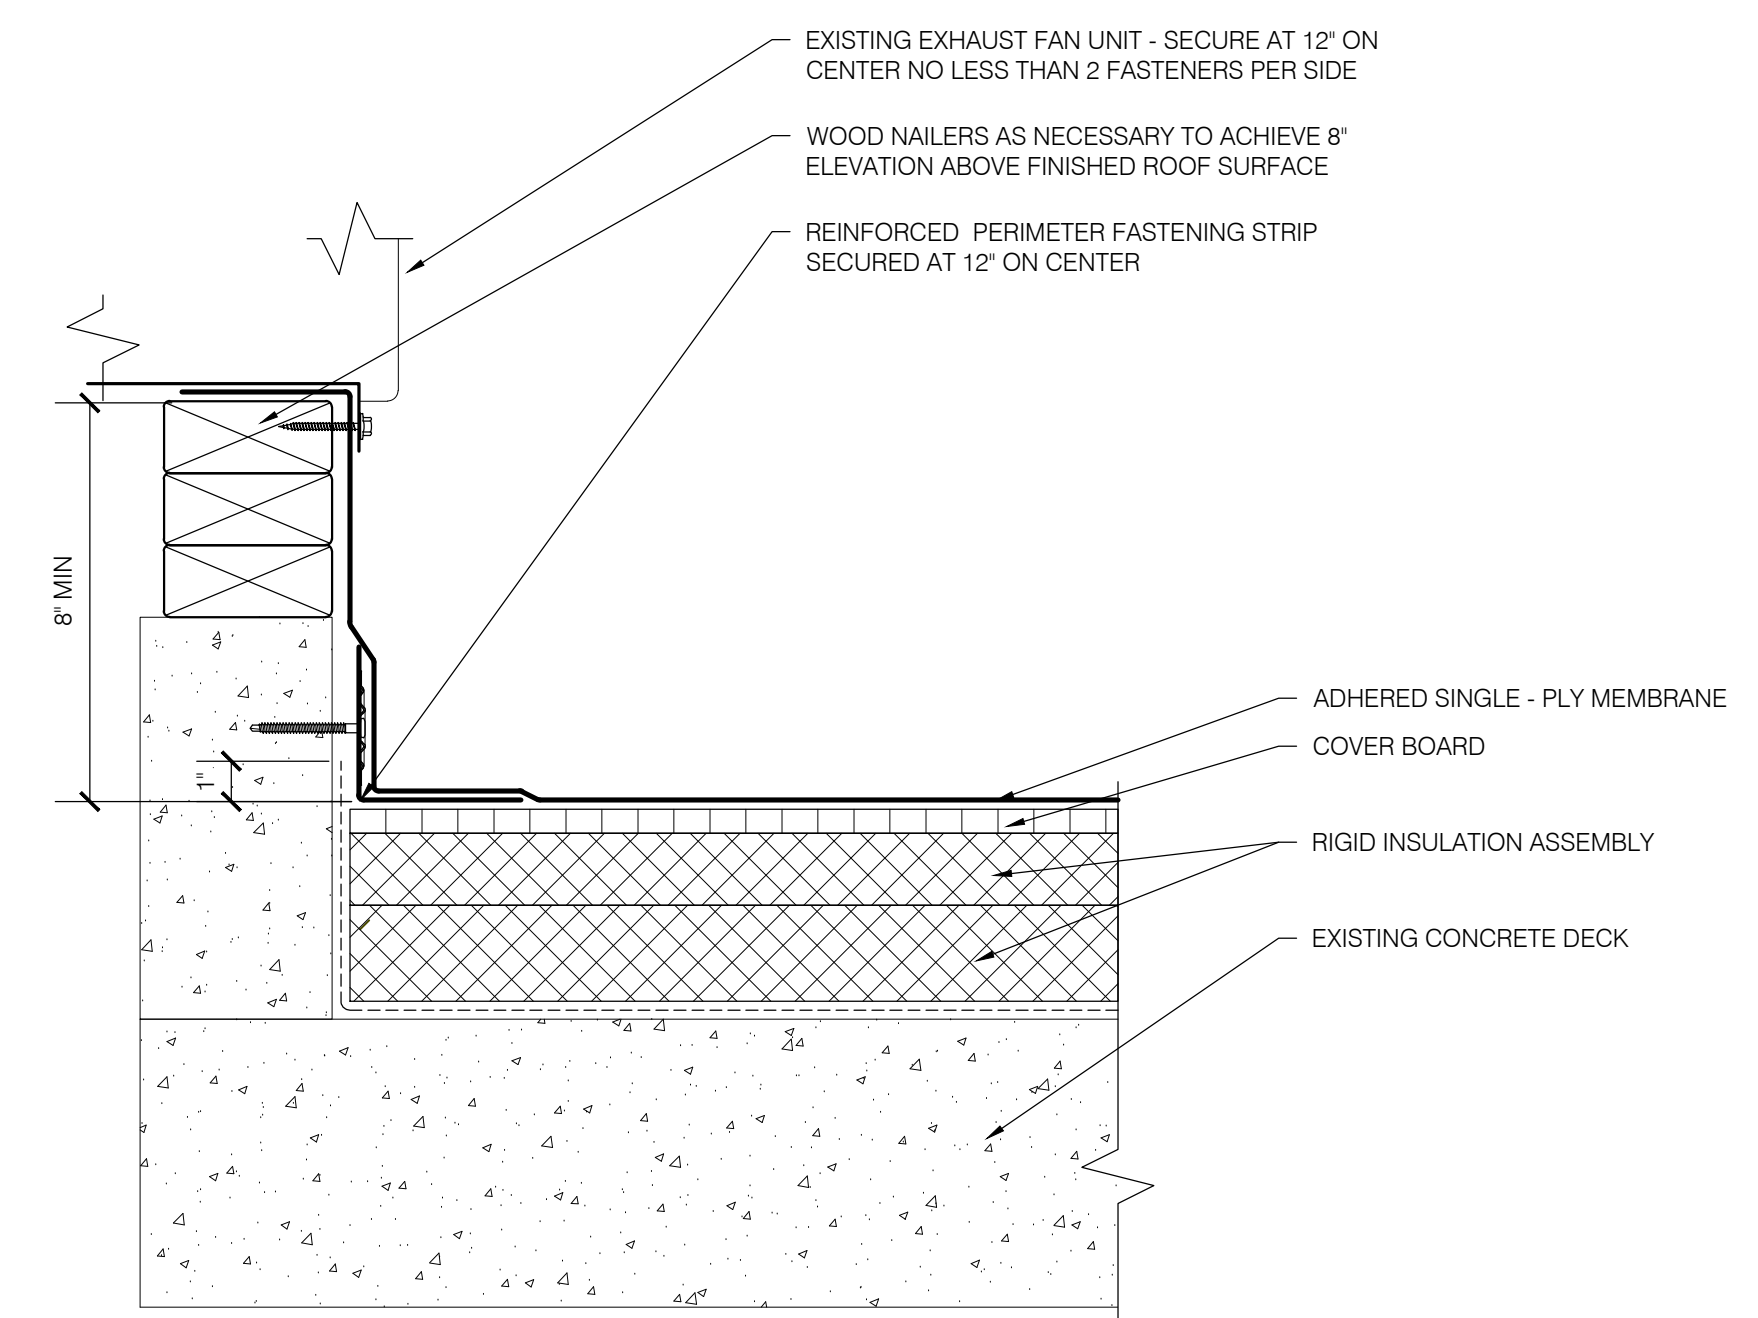 EXISTING EXHAUST FAN UNIT - SECURE AT 12" ON
CENTER NO LESS THAN 2 FASTENERS PER SIDE
WOOD NAILERS AS NECESSARY TO ACHIEVE 8"
ELEVATION ABOVE FINISHED ROOF SURFACE
REINFORCED PERIMETER FASTENING STRIP
SECURED AT 12" ON CENTER
8" MIN
1"
ADHERED SINGLE - PLY MEMBRANE
COVER BOARD
RIGID INSULATION ASSEMBLY
EXISTING CONCRETE DECK